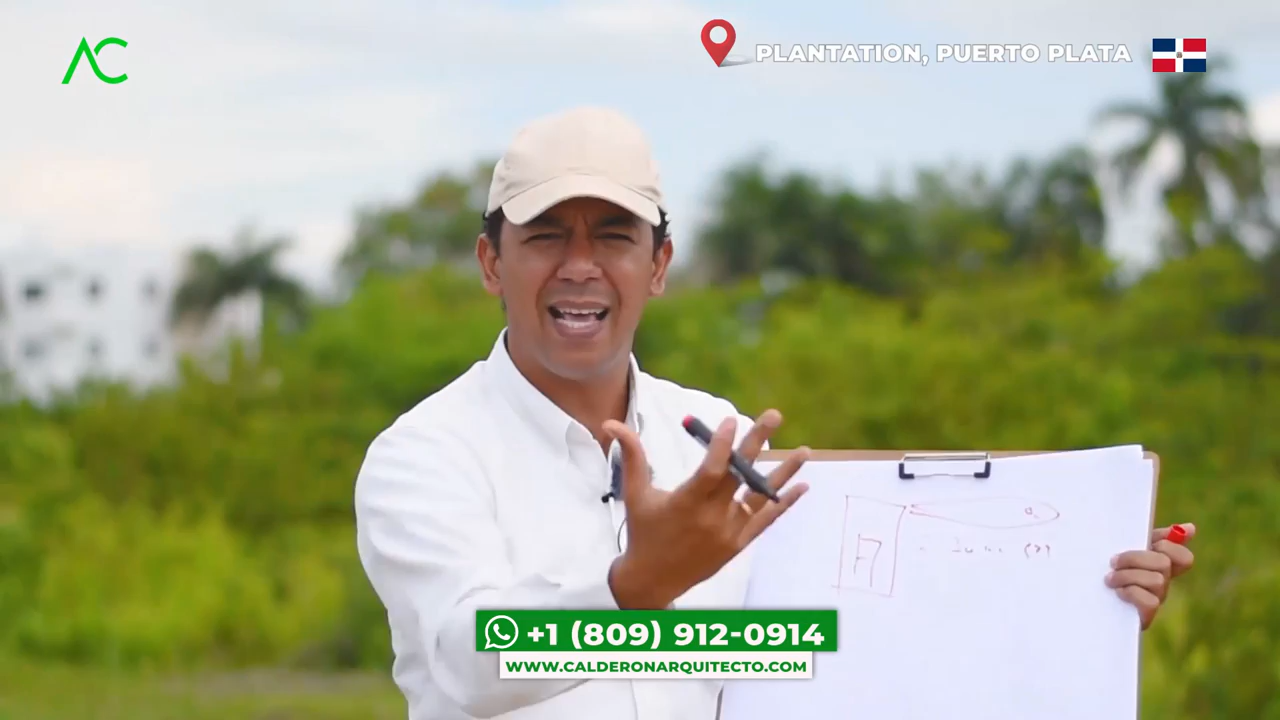 AC
PLANTATION, PUERTO PLATA
+1 (809) 912-0914
WWW.CALDERONARQUITECTO.COM